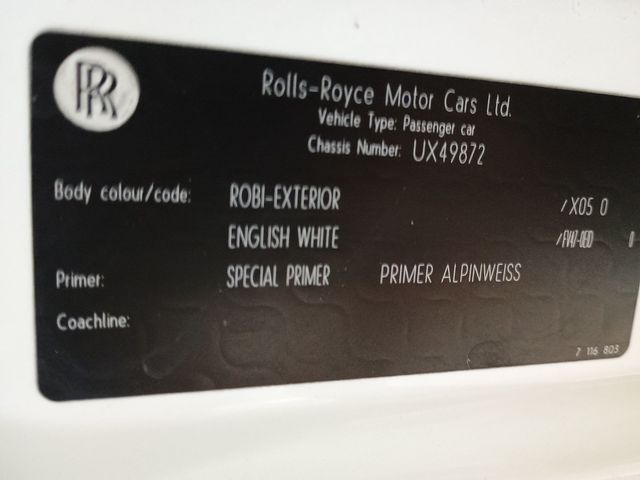 RR
Rolls-Royce Motor Cars Ltd.
Vehicle Type: Passenger car
Chassis Number: UX49872
Body colour/code: ROBI-EXTERIOR /X05 0
ENGLISH WHITE 0
Primer: SPECIAL PRIMER PRIMER ALPINWEISS
Coachline:
7 116 803